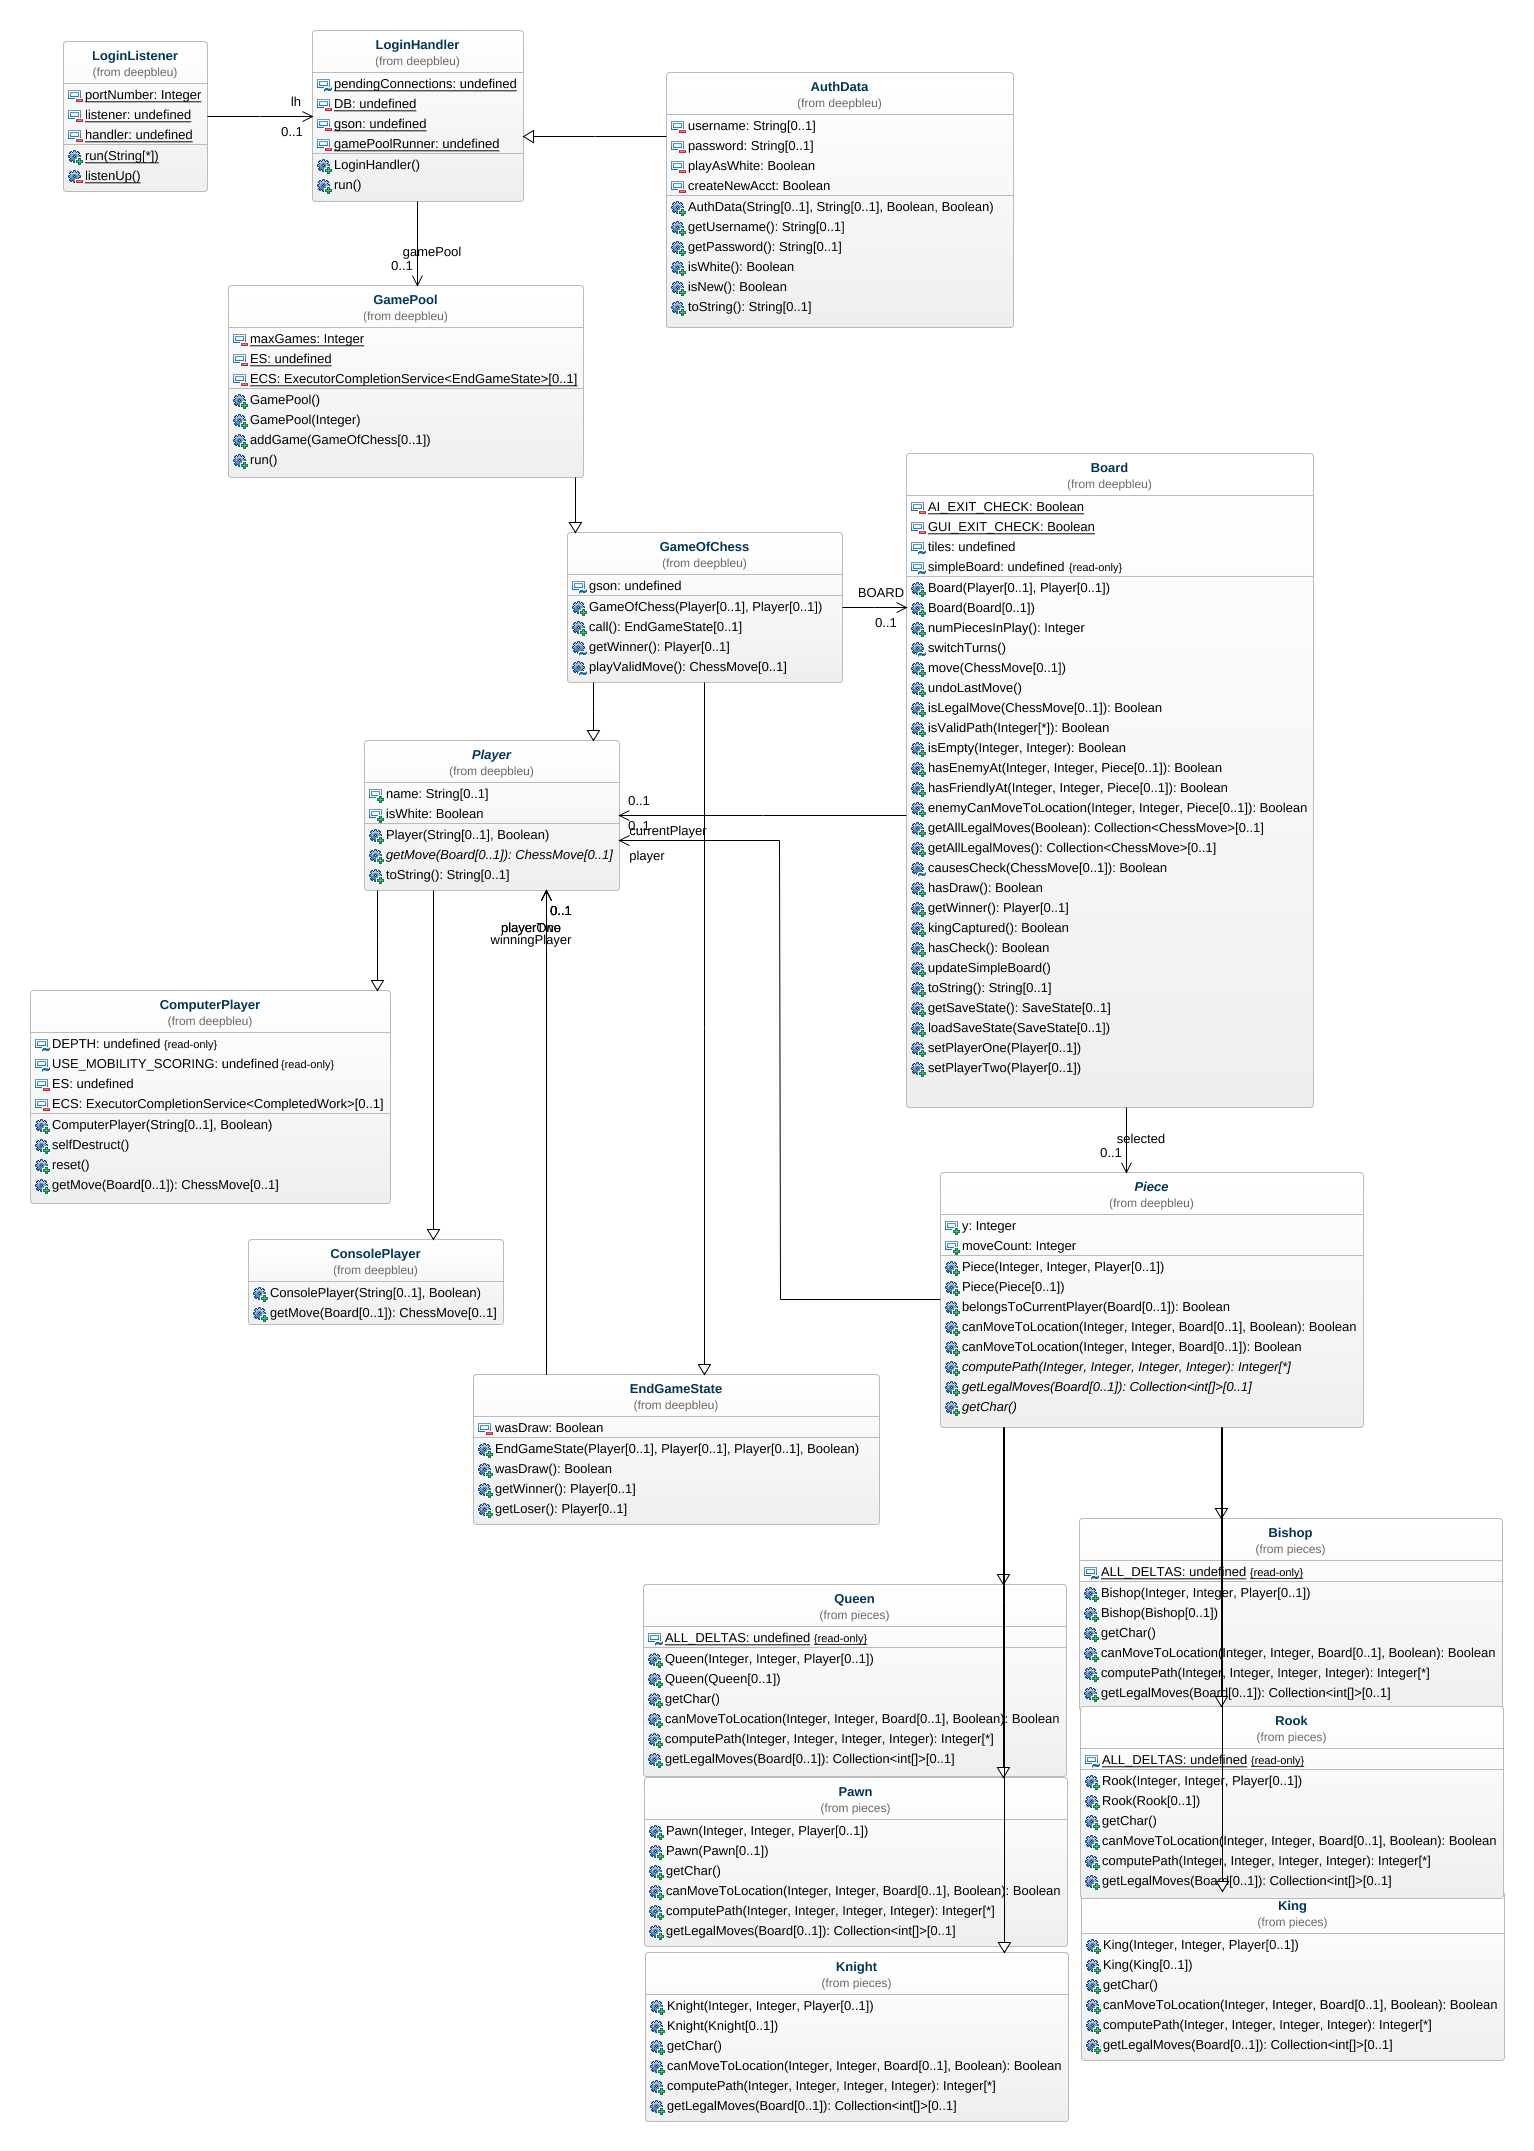 LoginListener
(from deepbleu)
portNumber: Integer
listener: undefined
handler: undefined
run(String[*])
listenUp()
lh
0..1
LoginHandler
(from deepbleu)
pendingConnections: undefined
DB: undefined
gson: undefined
gamePoolRunner: undefined
LoginHandler()
run()
AuthData
(from deepbleu)
username: String[0..1]
password: String[0..1]
playAsWhite: Boolean
createNewAcct: Boolean
AuthData(String[0..1], String[0..1], Boolean, Boolean)
getUsername(): String[0..1]
getPassword(): String[0..1]
isWhite(): Boolean
isNew(): Boolean
toString(): String[0..1]
gamePool
0..1
GamePool
(from deepbleu)
maxGames: Integer
ES: undefined
ECS: ExecutorCompletionService<EndGameState>[0..1]
GamePool()
GamePool(Integer)
addGame(GameOfChess[0..1])
run()
GameOfChess
(from deepbleu)
gson: undefined
GameOfChess(Player[0..1], Player[0..1])
call(): EndGameState[0..1]
getWinner(): Player[0..1]
playValidMove(): ChessMove[0..1]
BOARD
0..1
Board
(from deepbleu)
AI_EXIT_CHECK: Boolean
GUI_EXIT_CHECK: Boolean
tiles: undefined
simpleBoard: undefined {read-only}
Board(Player[0..1], Player[0..1])
Board(Board[0..1])
numPiecesInPlay(): Integer
switchTurns()
move(ChessMove[0..1])
undoLastMove()
isLegalMove(ChessMove[0..1]): Boolean
isValidPath(Integer[*]): Boolean
isEmpty(Integer, Integer): Boolean
hasEnemyAt(Integer, Integer, Piece[0..1]): Boolean
hasFriendlyAt(Integer, Integer, Piece[0..1]): Boolean
enemyCanMoveToLocation(Integer, Integer, Piece[0..1]): Boolean
getAllLegalMoves(Boolean): Collection<ChessMove>[0..1]
getAllLegalMoves(): Collection<ChessMove>[0..1]
causesCheck(ChessMove[0..1]): Boolean
hasDraw(): Boolean
getWinner(): Player[0..1]
kingCaptured(): Boolean
hasCheck(): Boolean
updateSimpleBoard()
toString(): String[0..1]
getSaveState(): SaveState[0..1]
loadSaveState(SaveState[0..1])
setPlayerOne(Player[0..1])
setPlayerTwo(Player[0..1])
Player
(from deepbleu)
name: String[0..1]
isWhite: Boolean
Player(String[0..1], Boolean)
getMove(Board[0..1]): ChessMove[0..1]
toString(): String[0..1]
0..1
0..1
currentPlayer
player
0..1
playerTwo
winningPlayer
ComputerPlayer
(from deepbleu)
DEPTH: undefined {read-only}
USE_MOBILITY_SCORING: undefined {read-only}
ES: undefined
ECS: ExecutorCompletionService<CompletedWork>[0..1]
ComputerPlayer(String[0..1], Boolean)
selfDestruct()
reset()
getMove(Board[0..1]): ChessMove[0..1]
selected
0..1
ConsolePlayer
(from deepbleu)
ConsolePlayer(String[0..1], Boolean)
getMove(Board[0..1]): ChessMove[0..1]
Piece
(from deepbleu)
y: Integer
moveCount: Integer
Piece(Integer, Integer, Player[0..1])
Piece(Piece[0..1])
belongsToCurrentPlayer(Board[0..1]): Boolean
canMoveToLocation(Integer, Integer, Board[0..1], Boolean): Boolean
canMoveToLocation(Integer, Integer, Board[0..1]): Boolean
computePath(Integer, Integer, Integer, Integer): Integer[*]
getLegalMoves(Board[0..1]): Collection<int[]>[0..1]
getChar()
EndGameState
(from deepbleu)
wasDraw: Boolean
EndGameState(Player[0..1], Player[0..1], Player[0..1], Boolean)
wasDraw(): Boolean
getWinner(): Player[0..1]
getLoser(): Player[0..1]
Bishop
(from pieces)
ALL_DELTAS: undefined {read-only}
Bishop(Integer, Integer, Player[0..1])
Bishop(Bishop[0..1])
getChar()
canMoveToLocation(Integer, Integer, Board[0..1], Boolean): Boolean
computePath(Integer, Integer, Integer, Integer): Integer[*]
getLegalMoves(Board[0..1]): Collection<int[]>[0..1]
Queen
(from pieces)
ALL_DELTAS: undefined {read-only}
Queen(Integer, Integer, Player[0..1])
Queen(Queen[0..1])
getChar()
canMoveToLocation(Integer, Integer, Board[0..1], Boolean): Boolean
computePath(Integer, Integer, Integer, Integer): Integer[*]
getLegalMoves(Board[0..1]): Collection<int[]>[0..1]
Rook
(from pieces)
ALL_DELTAS: undefined {read-only}
Rook(Integer, Integer, Player[0..1])
Rook(Rook[0..1])
getChar()
canMoveToLocation(Integer, Integer, Board[0..1], Boolean): Boolean
computePath(Integer, Integer, Integer, Integer): Integer[*]
getLegalMoves(Board[0..1]): Collection<int[]>[0..1]
Pawn
(from pieces)
Pawn(Integer, Integer, Player[0..1])
Pawn(Pawn[0..1])
getChar()
canMoveToLocation(Integer, Integer, Board[0..1], Boolean): Boolean
computePath(Integer, Integer, Integer, Integer): Integer[*]
getLegalMoves(Board[0..1]): Collection<int[]>[0..1]
King
(from pieces)
King(Integer, Integer, Player[0..1])
King(King[0..1])
getChar()
canMoveToLocation(Integer, Integer, Board[0..1], Boolean): Boolean
computePath(Integer, Integer, Integer, Integer): Integer[*]
getLegalMoves(Board[0..1]): Collection<int[]>[0..1]
Knight
(from pieces)
Knight(Integer, Integer, Player[0..1])
Knight(Knight[0..1])
getChar()
canMoveToLocation(Integer, Integer, Board[0..1], Boolean): Boolean
computePath(Integer, Integer, Integer, Integer): Integer[*]
getLegalMoves(Board[0..1]): Collection<int[]>[0..1]